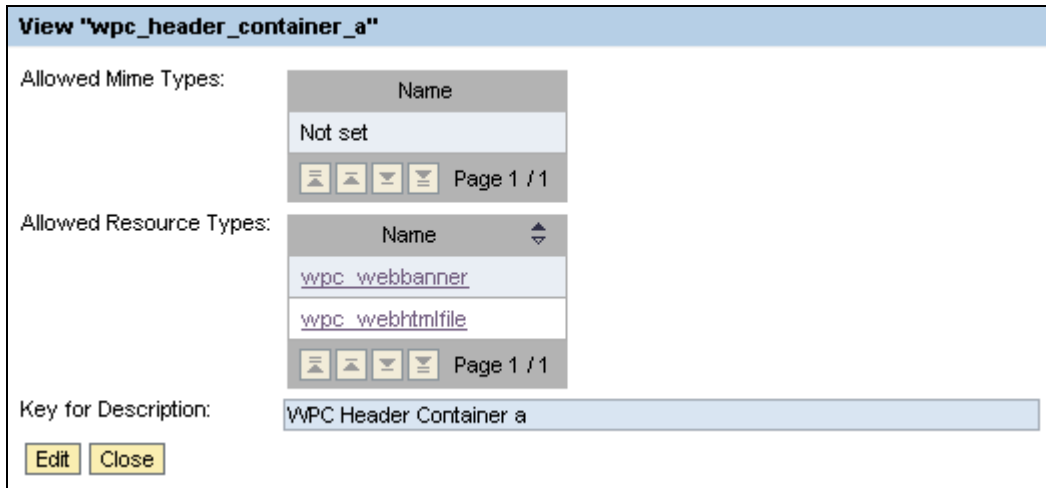 View "wpc_header_container_a"
Allowed Mime Types:
Name
Not set
Page 1 / 1
Allowed Resource Types:
Name
wpc_webbanner
wpc_webhtmlfile
Page 1 / 1
Key for Description:
WPC Header Container a
Edit Close